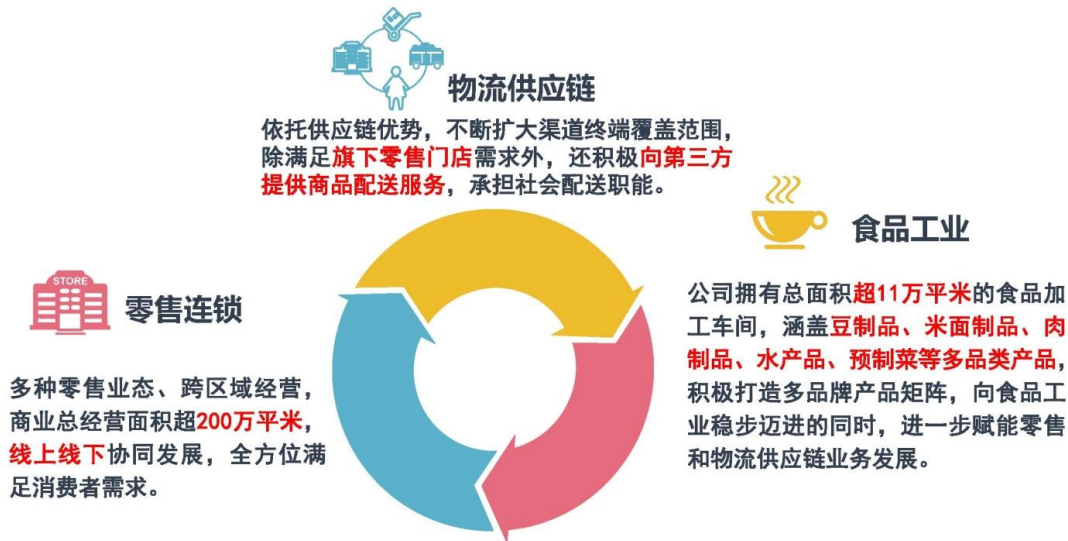 物流供应链
依托供应链优势，不断扩大渠道终端覆盖范围，
除满足旗下零售门店需求外，还积极向第三方
提供商品配送服务，承担社会配送职能。
食品工业
公司拥有总面积超11万平米的食品加
工车间，涵盖豆制品、米面制品、肉
制品、水产品、预制菜等多品类产品，
积极打造多品牌产品矩阵，向食品工
业稳步迈进的同时，进一步赋能零售
和物流供应链业务发展。
STORE
零售连锁
多种零售业态、跨区域经营，
商业总经营面积超200万平米，
线上线下协同发展，全方位满
足消费者需求。